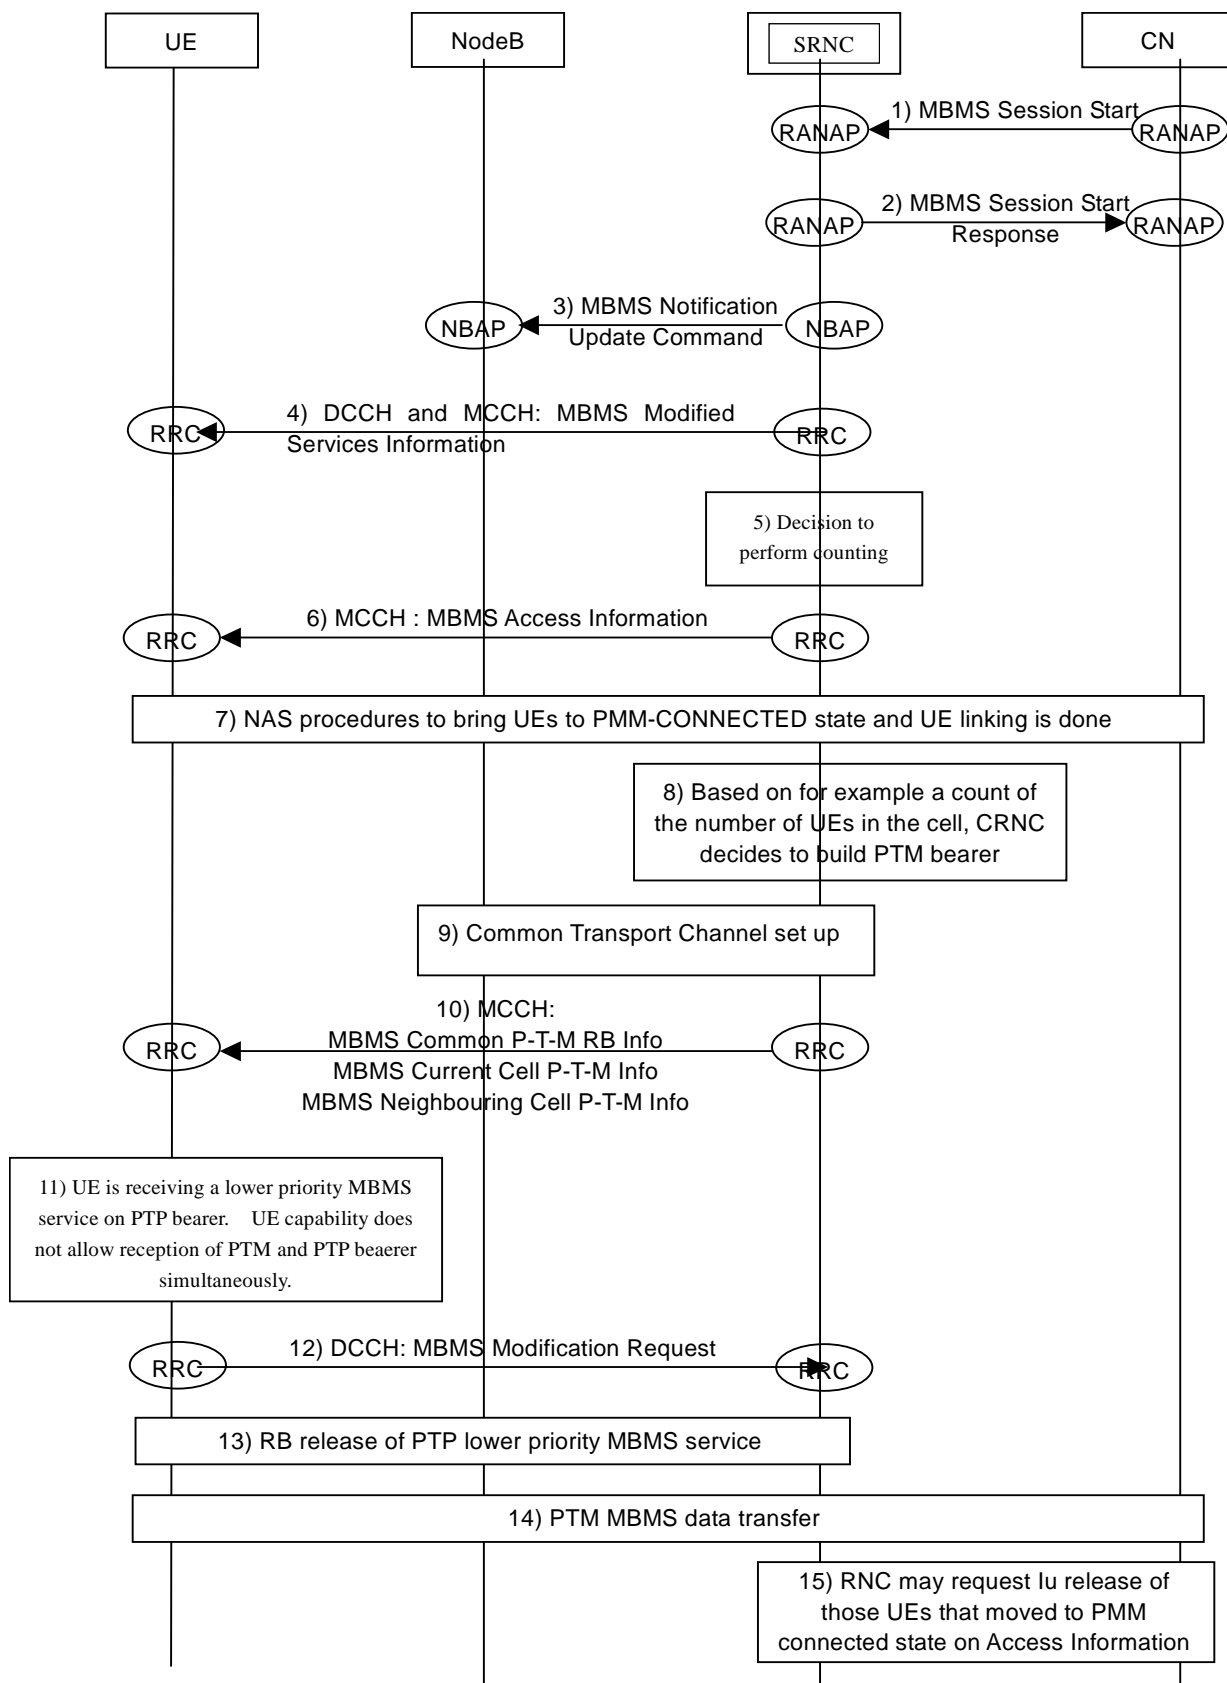 UE
NodeB
SRNC
CN
1) MBMS Session Start
RANAP
RANAP
2) MBMS Session Start
RANAP
RANAP
Response
3) MBMS Notification
NBAP
NBAP
Update Command
4) DCCH and MCCH: MBMS Modified
RRC
RRC
Services Information
5) Decision to
perform counting
6) MCCH : MBMS Access Information
RRC
RRC
7) NAS procedures to bring UEs to PMM-CONNECTED state and UE linking is done
8) Based on for example a count of
the number of UEs in the cell, CRNC
decides to build PTM bearer
9) Common Transport Channel set up
10) MCCH:
MBMS Common P-T-M RB Info
RRC
RRC
MBMS Current Cell P-T-M Info
MBMS Neighbouring Cell P-T-M Info
11) UE is receiving a lower priority MBMS
service on PTP bearer. UE capability does
not allow reception of PTM and PTP beaerer
simultaneously.
12) DCCH: MBMS Modification Request
RRC
RRC
13) RB release of PTP lower priority MBMS service
14) PTM MBMS data transfer
15) RNC may request Iu release of
those UEs that moved to PMM
connected state on Access Information